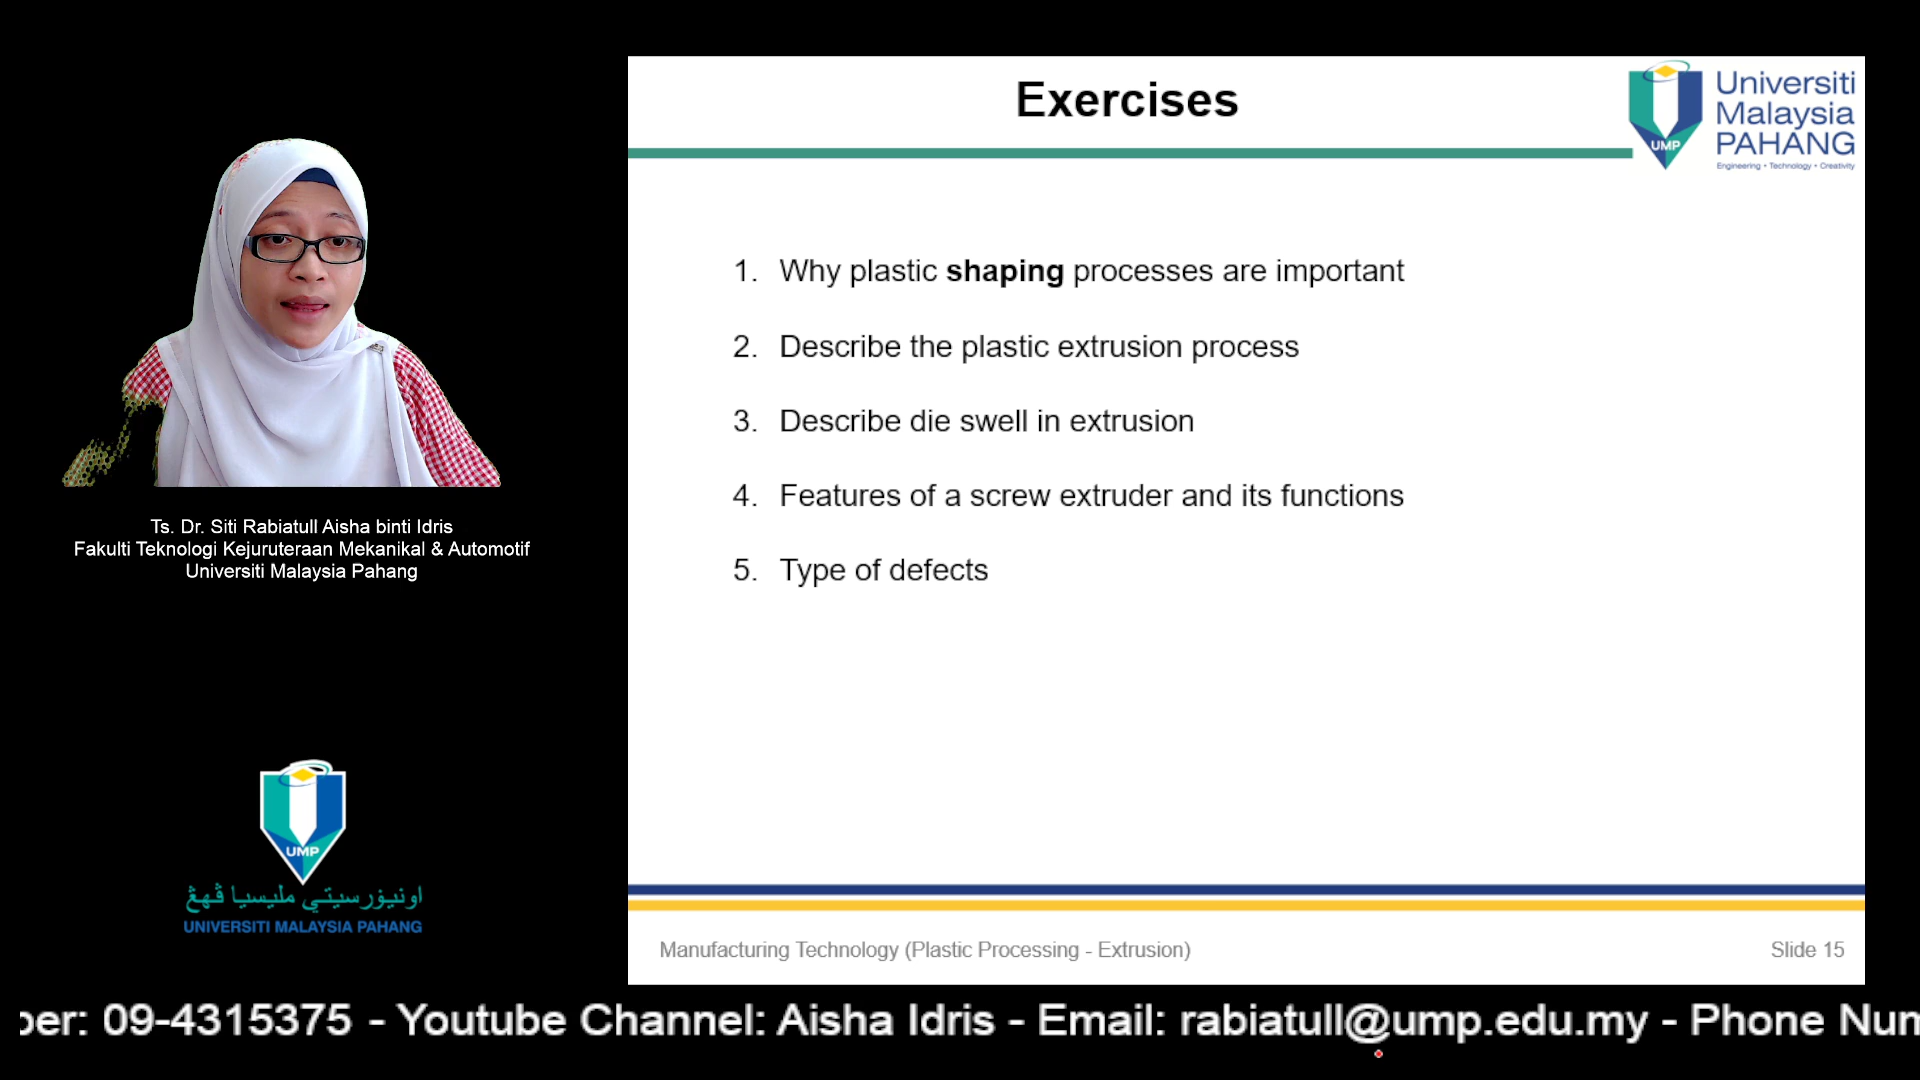 Exercises
Universiti
Malaysia
PAHANG
Engineering • Technology • Creativity
UMP
1. Why plastic shaping processes are important
2. Describe the plastic extrusion process
3. Describe die swell in extrusion
4. Features of a screw extruder and its functions
5. Type of defects
Ts. Dr. Siti Rabiatull Aisha binti Idris
Fakulti Teknologi Kejuruteraan Mekanikal & Automotif
Universiti Malaysia Pahang
UMP
اونيۏرسيتي مليسيا ڤهڠ
UNIVERSITI MALAYSIA PAHANG
Manufacturing Technology (Plastic Processing - Extrusion)
Slide 15
ber: 09-4315375 - Youtube Channel: Aisha Idris - Email: rabiatull@ump.edu.my - Phone Num